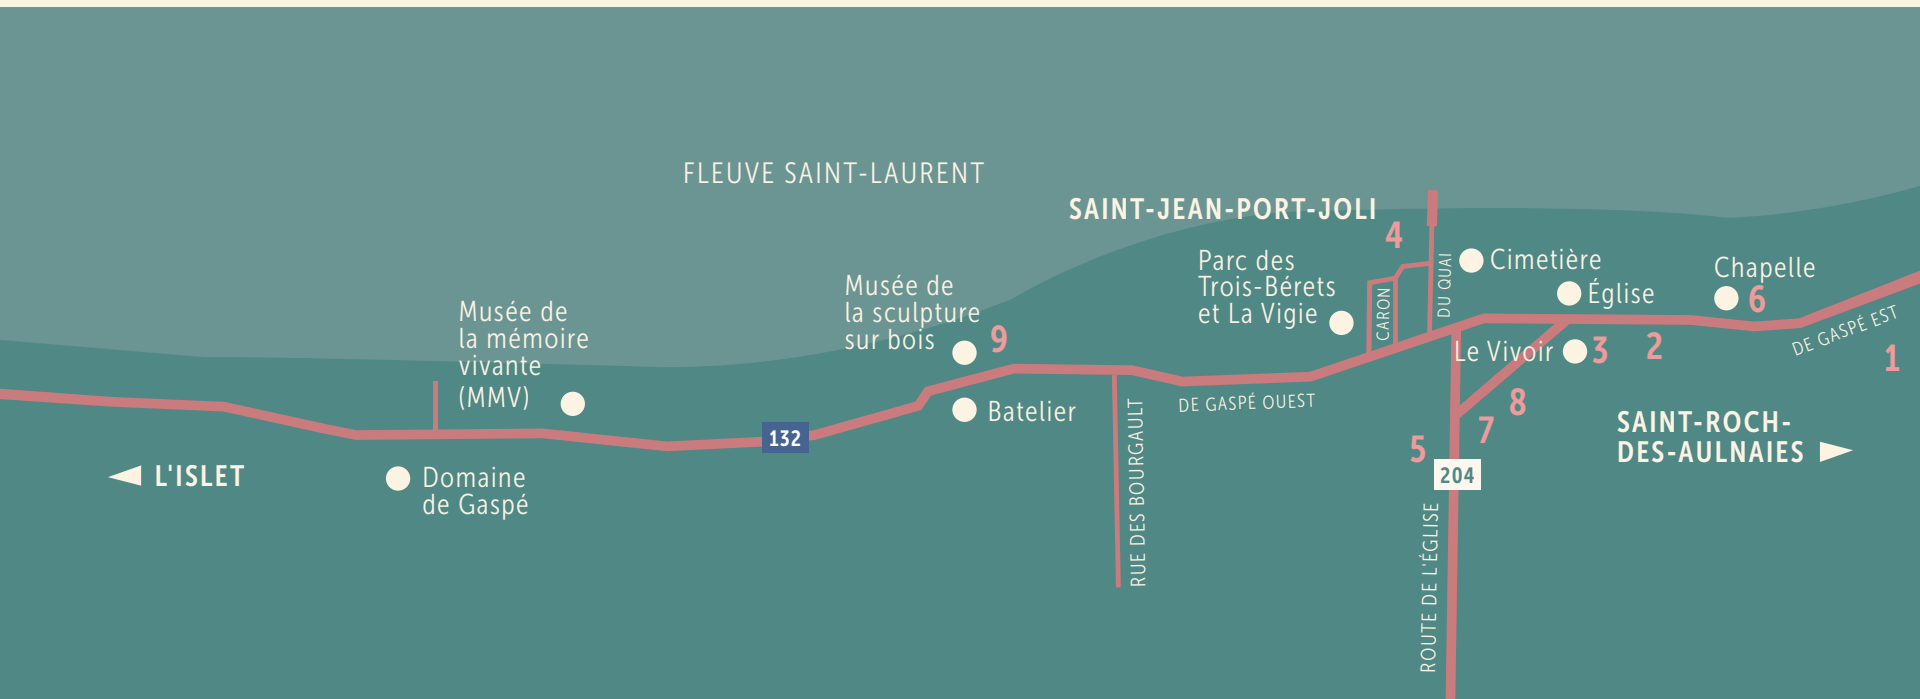 FLEUVE SAINT-LAURENT
SAINT-JEAN-PORT-JOLI
4
Parc des
Trois-Bérets
et La Vigie
CARON
DU QUAI
Cimetière
Église
Chapelle
6
DE GASPÉ EST
1
Musée de
la sculpture
sur bois
9
Musée de
la mémoire
vivante
(MMV)
Le Vivoir
3
2
8
7
5
Batelier
DE GASPÉ OUEST
RUE DES BOURGAULT
132
SAINT-ROCH-
DES-AULNAIES
204
L'ISLET
Domaine
de Gaspé
ROUTE DE L'ÉGLISE